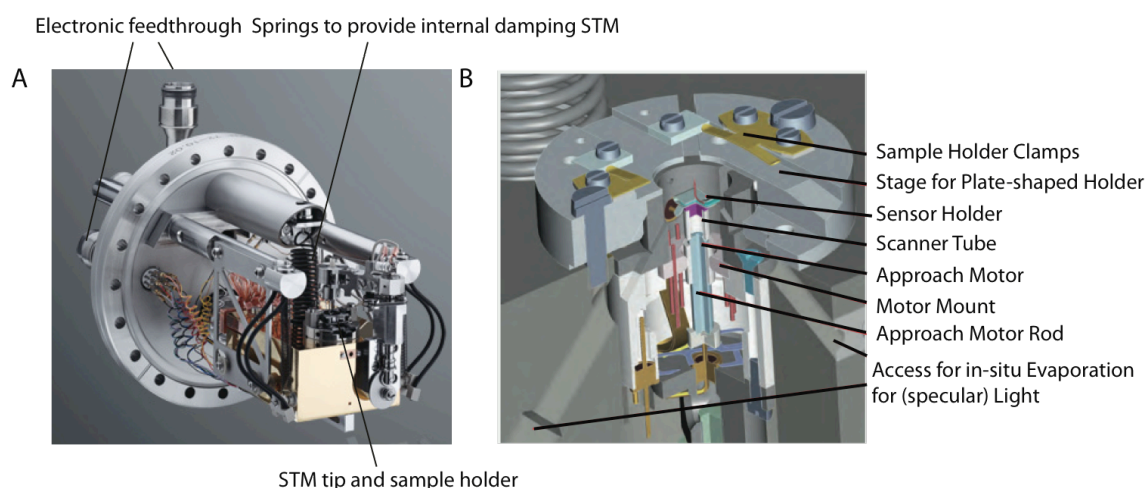 Electronic feedthrough Springs to provide internal damping STM
A
B
Sample Holder Clamps
Stage for Plate-shaped Holder
Sensor Holder
Scanner Tube
Approach Motor
Motor Mount
Approach Motor Rod
Access for in-situ Evaporation
for (specular) Light
STM tip and sample holder